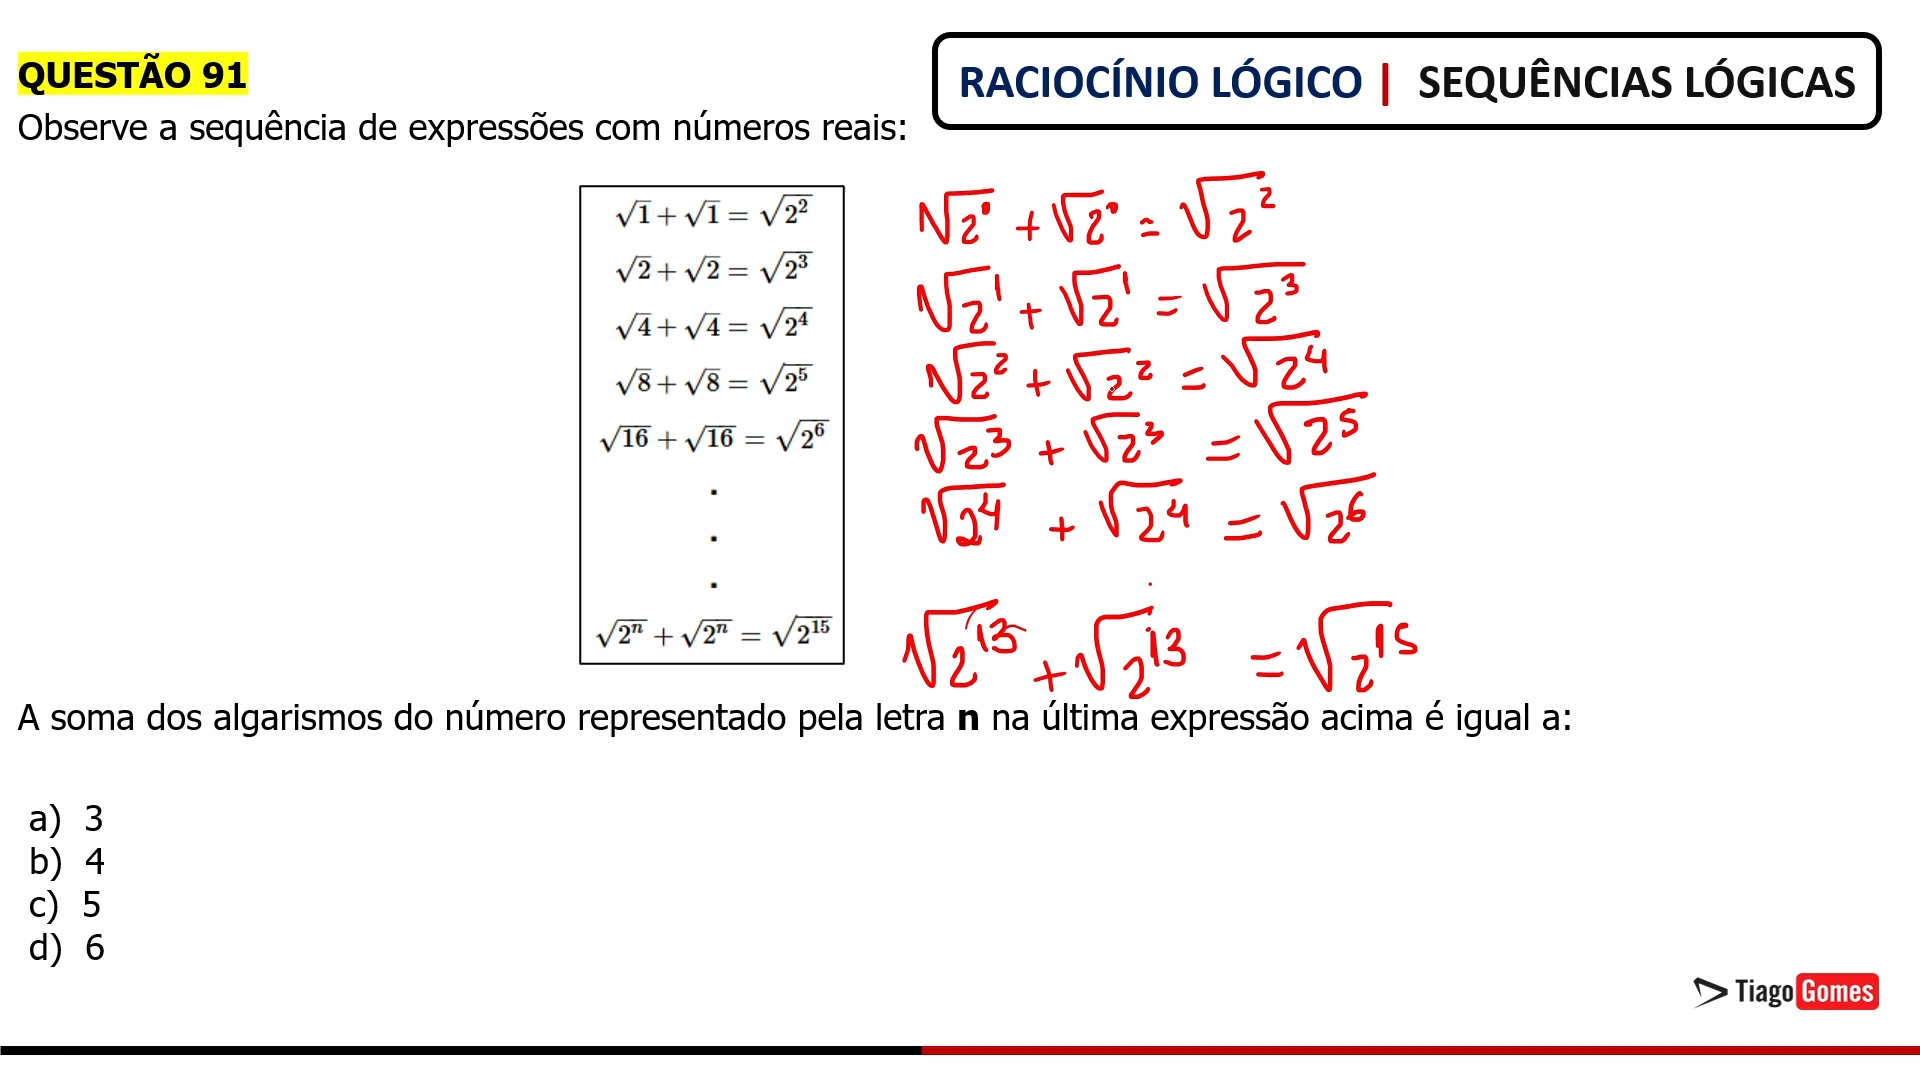 QUESTÃO 91
RACIOCÍNIO LÓGICO | SEQUÊNCIAS LÓGICAS
Observe a sequência de expressões com números reais:
√1 + √1 = √2²
√2 + √2 = √2³
√4 + √4 = √2⁴
√8 + √8 = √2⁵
√16 + √16 = √2⁶
.
.
.
√2ⁿ + √2ⁿ = √2¹⁵
√2⁰ + √2⁰ = √2²
√2¹ + √2¹ = √2³
√2² + √2² = √2⁴
√2³ + √2³ = √2⁵
√2⁴ + √2⁴ = √2⁶
√2¹³ + √2¹³ = √2¹⁵
A soma dos algarismos do número representado pela letra n na última expressão acima é igual a:
a) 3
b) 4
c) 5
d) 6
Tiago Gomes